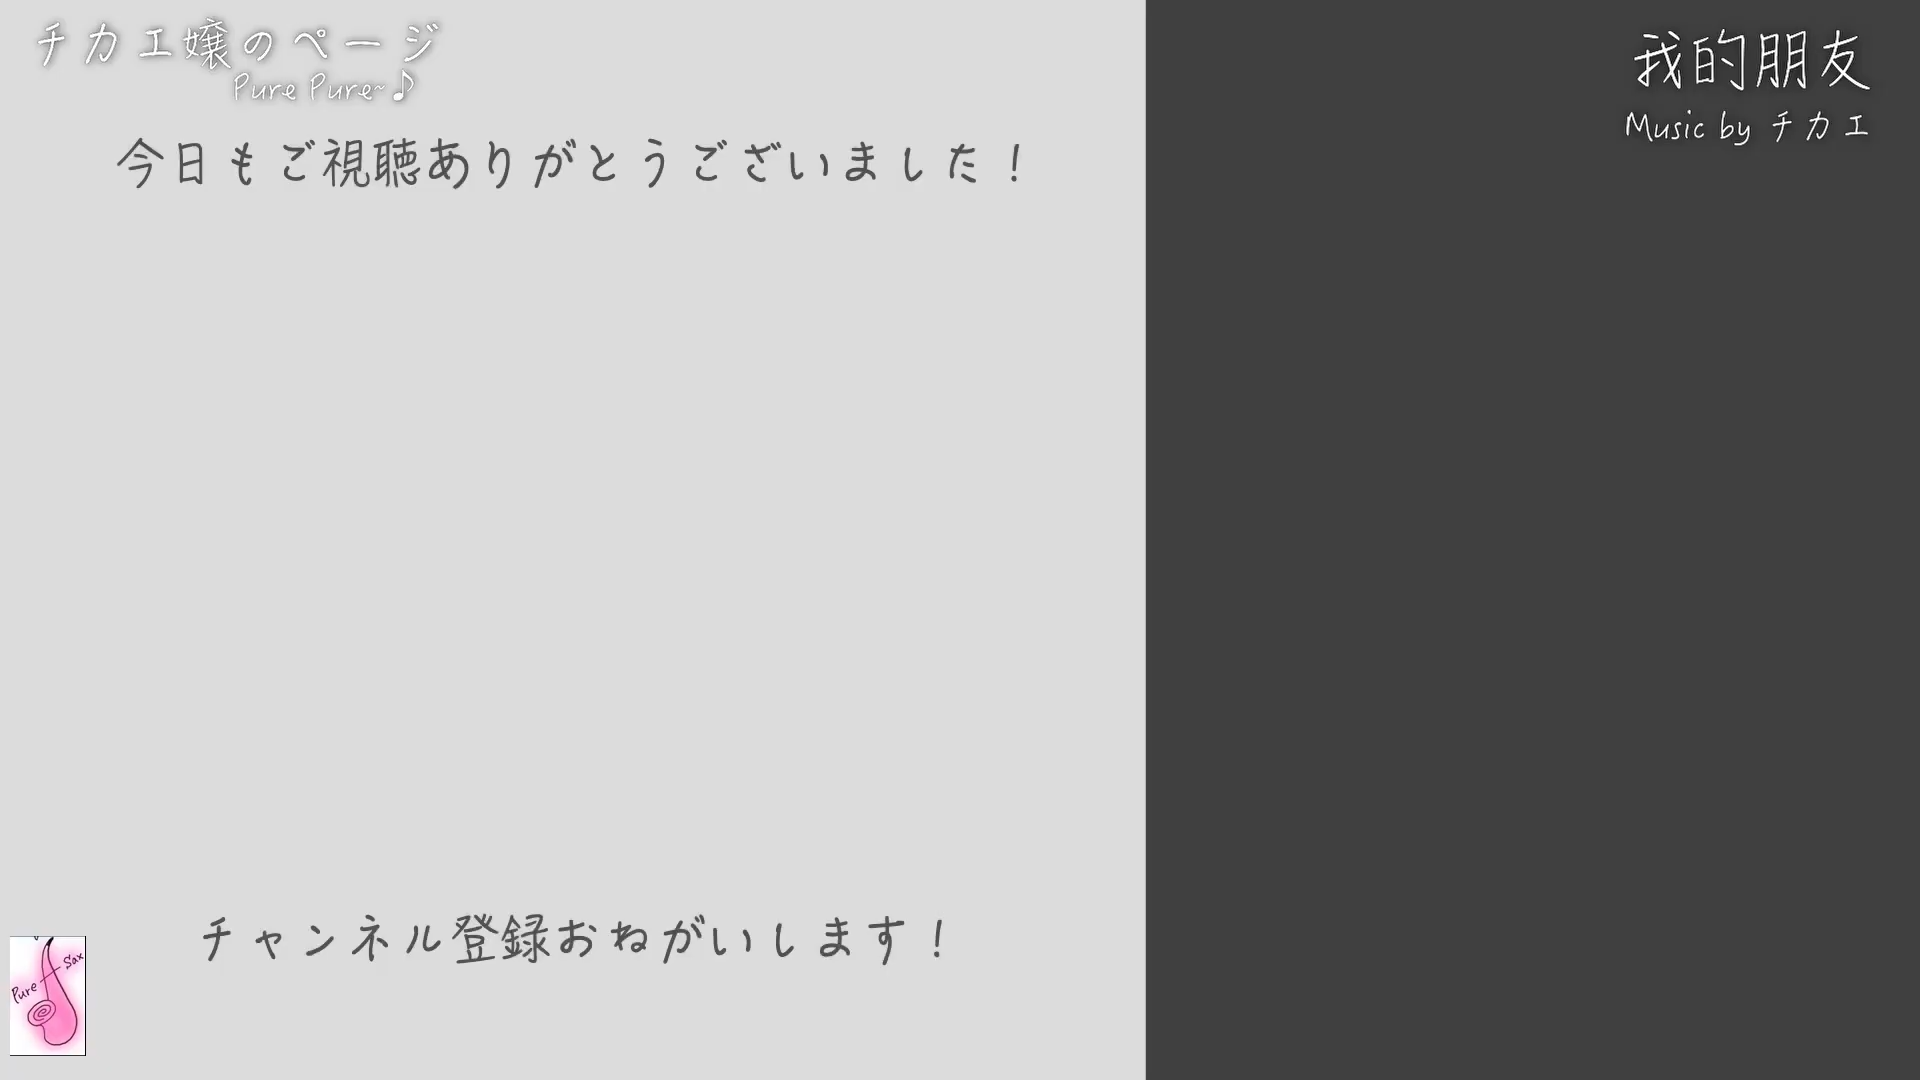 チカエ嬢のページ
Pure Pure~♪
我的朋友
Music by チカエ
今日もご視聴ありがとうございました！
チャンネル登録おねがいします！
Pure Sax